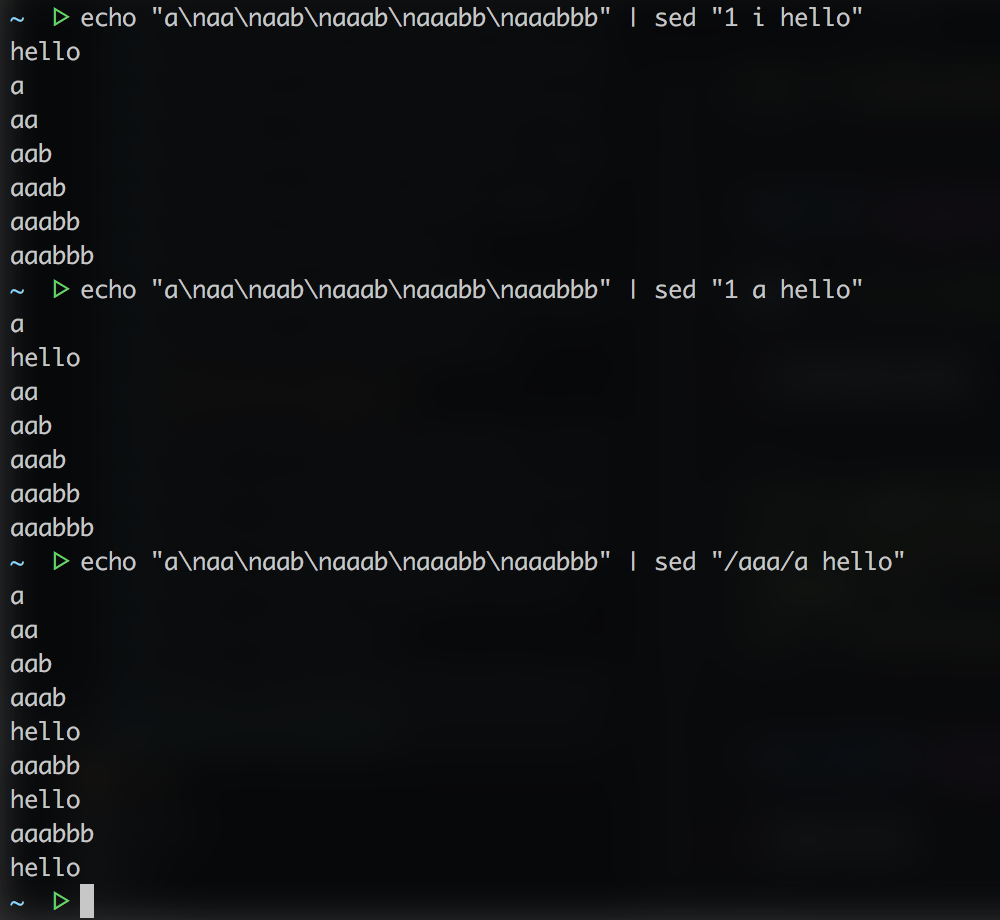 ~ ▷ echo "a\naa\naab\naaab\naaabb\naaabbb" | sed "1 i hello"
hello
a
aa
aab
aaab
aaabb
aaabbb
~ ▷ echo "a\naa\naab\naaab\naaabb\naaabbb" | sed "1 a hello"
a
hello
aa
aab
aaab
aaabb
aaabbb
~ ▷ echo "a\naa\naab\naaab\naaabb\naaabbb" | sed "/aaa/a hello"
a
aa
aab
aaab
hello
aaabb
hello
aaabbb
hello
~ ▷